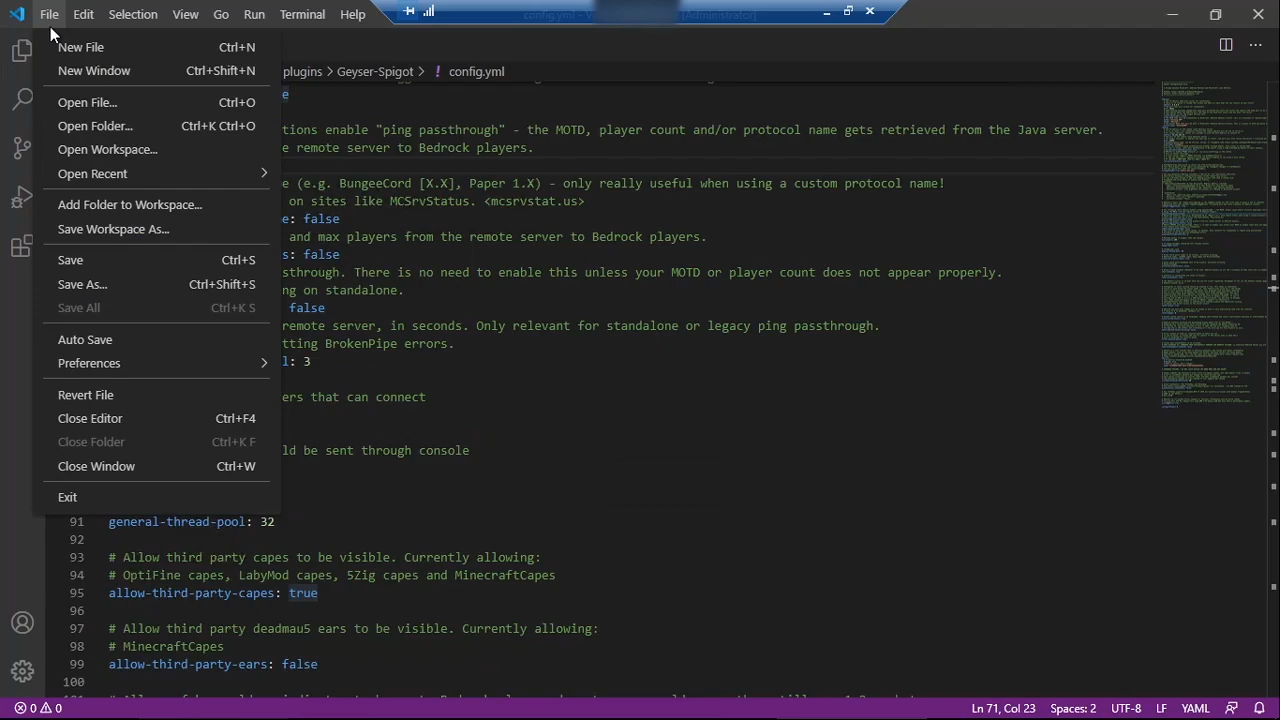 File Edit Selection View Go Run Terminal Help
New File Ctrl+N
New Window Ctrl+Shift+N
plugins > Geyser-Spigot > ! config.yml
Open File... Ctrl+O
Open Folder... Ctrl+K Ctrl+O
tions since "ping passthrough" the MOTD, player count and/or protocol name gets retrieved from the Java server.
Open Workspace...
e remote server to Bedrock players.
Open Recent >
e (e.g. BungeeCord [X.X], Paper 1.X) - only really useful when using a custom protocol name!
Add Folder to Workspace...
on sites like MCSrvStatus.
e: false
Save Workspace As...
and max players from the remote server to Bedrock players.
s: false
Save Ctrl+S
sthrough. There is no need to enable this unless your MOTD or player count does not appear properly.
Ctrl+Shift+S
ng on standalone.
Save All Ctrl+K S
false
remote server, in seconds. Only relevant for standalone or legacy ping passthrough.
Auto Save
tting BrokenPipe errors.
Preferences >
l: 3
Revert File
ers that can connect
Close Editor Ctrl+F4
Close Folder Ctrl+K F
ld be sent through console
Close Window Ctrl+W
Exit
91 general-thread-pool: 32
92
93 # Allow third party capes to be visible. Currently allowing:
94 # OptiFine capes, LabyMod capes, 5Zig capes and MinecraftCapes
95 allow-third-party-capes: true
96
97 # Allow third party deadmau5 ears to be visible. Currently allowing:
98 # MinecraftCapes
99 allow-third-party-ears: false
100
0 0 Ln 71, Col 23 Spaces: 2 UTF-8 LF YAML